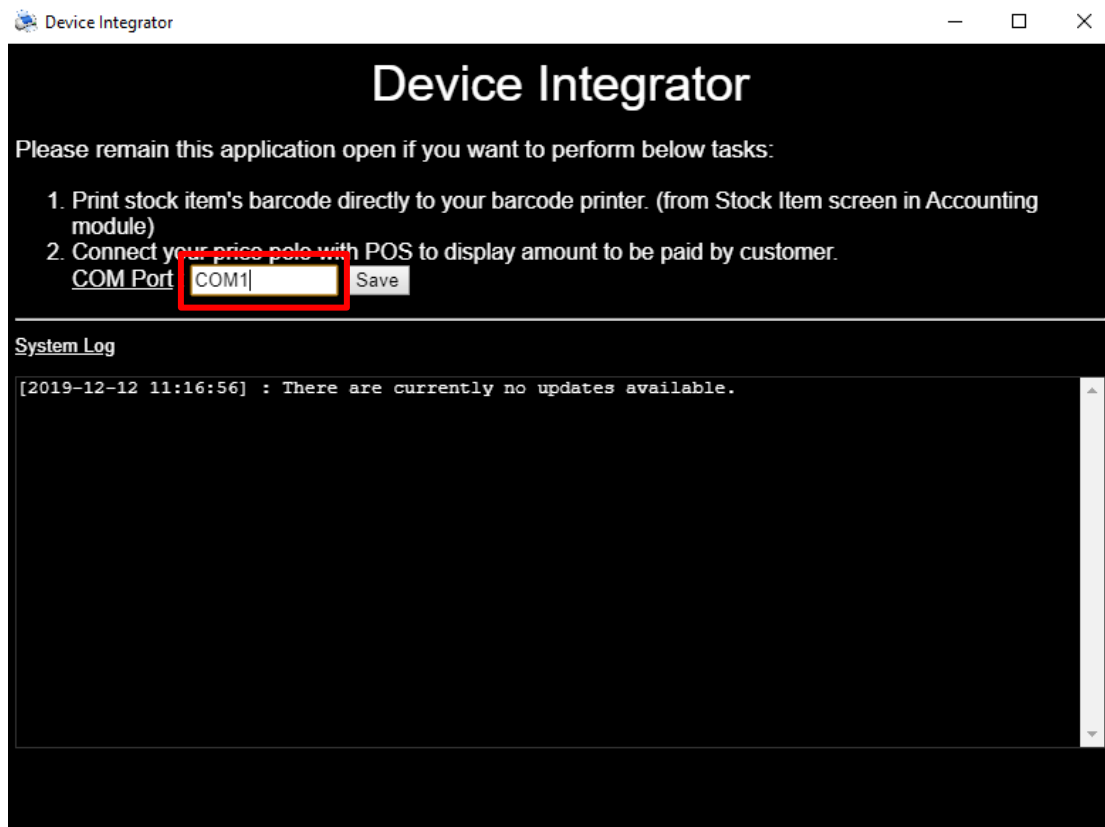 Device Integrator
Device Integrator
Please remain this application open if you want to perform below tasks:
1. Print stock item's barcode directly to your barcode printer. (from Stock Item screen in Accounting
module)
2. Connect your price pole with POS to display amount to be paid by customer.
COM Port COM1 Save
System Log
[2019-12-12 11:16:56] : There are currently no updates available.